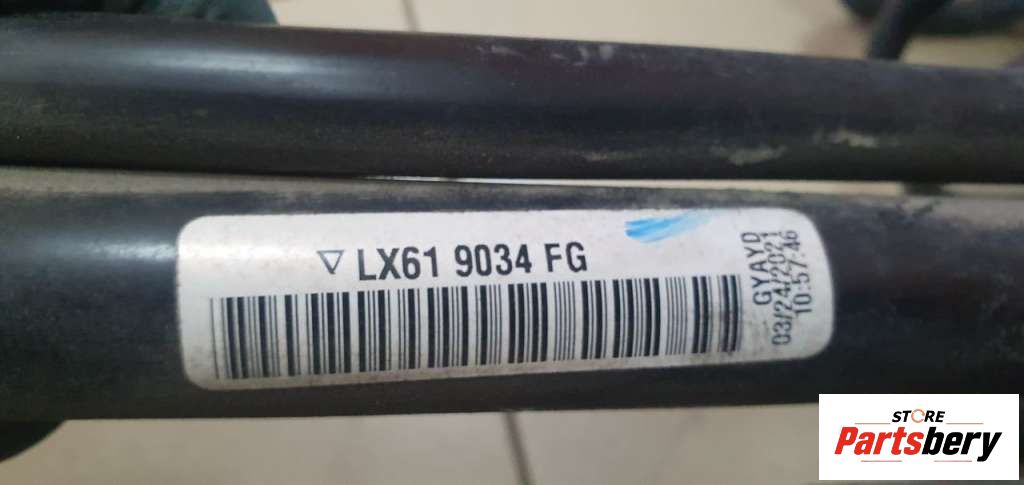 ▽ LX61 9034 FG
GYAYD
03/24/2021
10:57:46
STORE
Partsbery